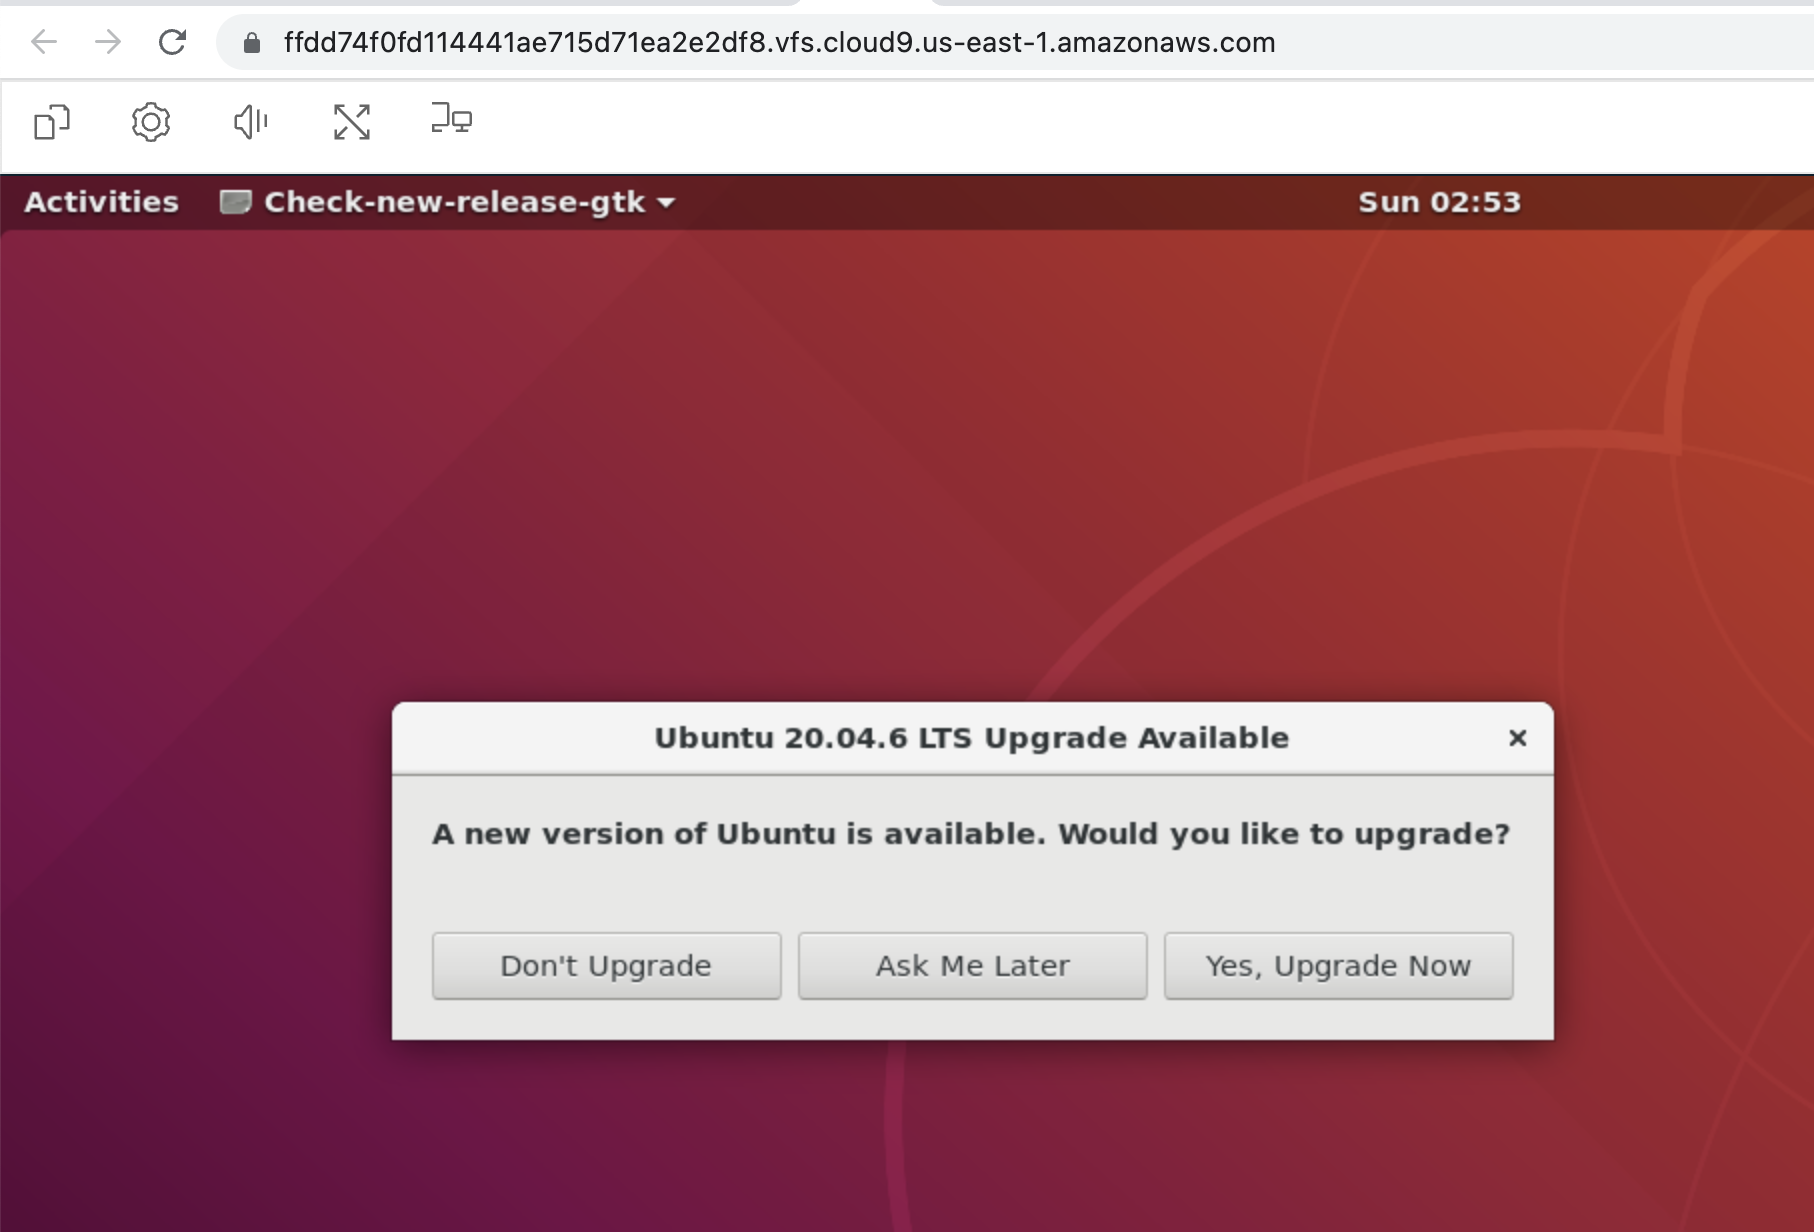 ffdd74f0fd114441ae715d71ea2e2df8.vfs.cloud9.us-east-1.amazonaws.com
Activities Check-new-release-gtk Sun 02:53
Ubuntu 20.04.6 LTS Upgrade Available
A new version of Ubuntu is available. Would you like to upgrade?
Don't Upgrade Ask Me Later Yes, Upgrade Now